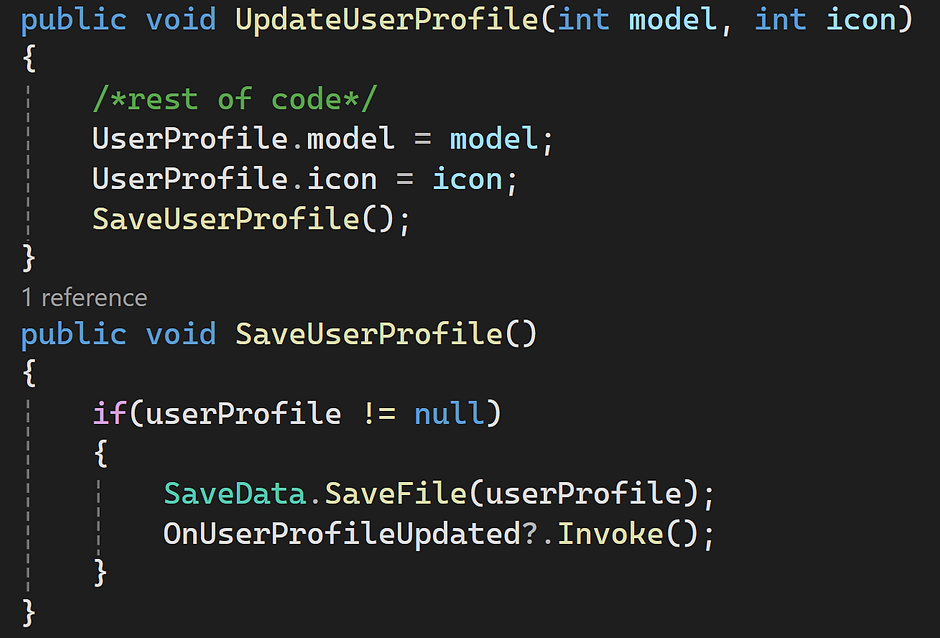 public void UpdateUserProfile(int model, int icon)
{
/*rest of code*/
UserProfile.model = model;
UserProfile.icon = icon;
SaveUserProfile();
}
1 reference
public void SaveUserProfile()
{
if(userProfile != null)
{
SaveData.SaveFile(userProfile);
OnUserProfileUpdated?.Invoke();
}
}